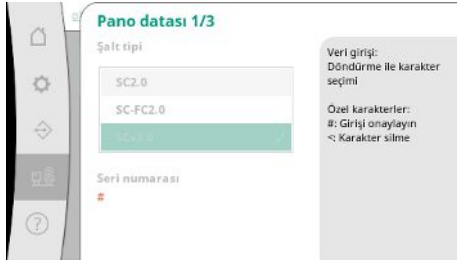 Pano datası 1/3
Şalt tipi
SC2.0
SC-FC2.0
Seri numarası
#
Veri girişi:
Döndürme ile karakter
seçimi
Özel karakterler:
#: Girişi onaylayın
<: Karakter silme
?